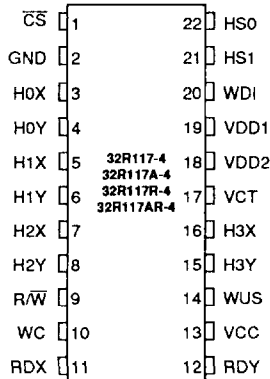 C̅S̅ 1 22 HS0
GND 2 21 HS1
H0X 3 20 WDI
H0Y 4 19 VDD1
H1X 5 32R117-4 18 VDD2
32R117A-4
H1Y 6 32R117R-4 17 VCT
32R117AR-4
H2X 7 16 H3X
H2Y 8 15 H3Y
R/W̅ 9 14 WUS
WC 10 13 VCC
RDX 11 12 RDY